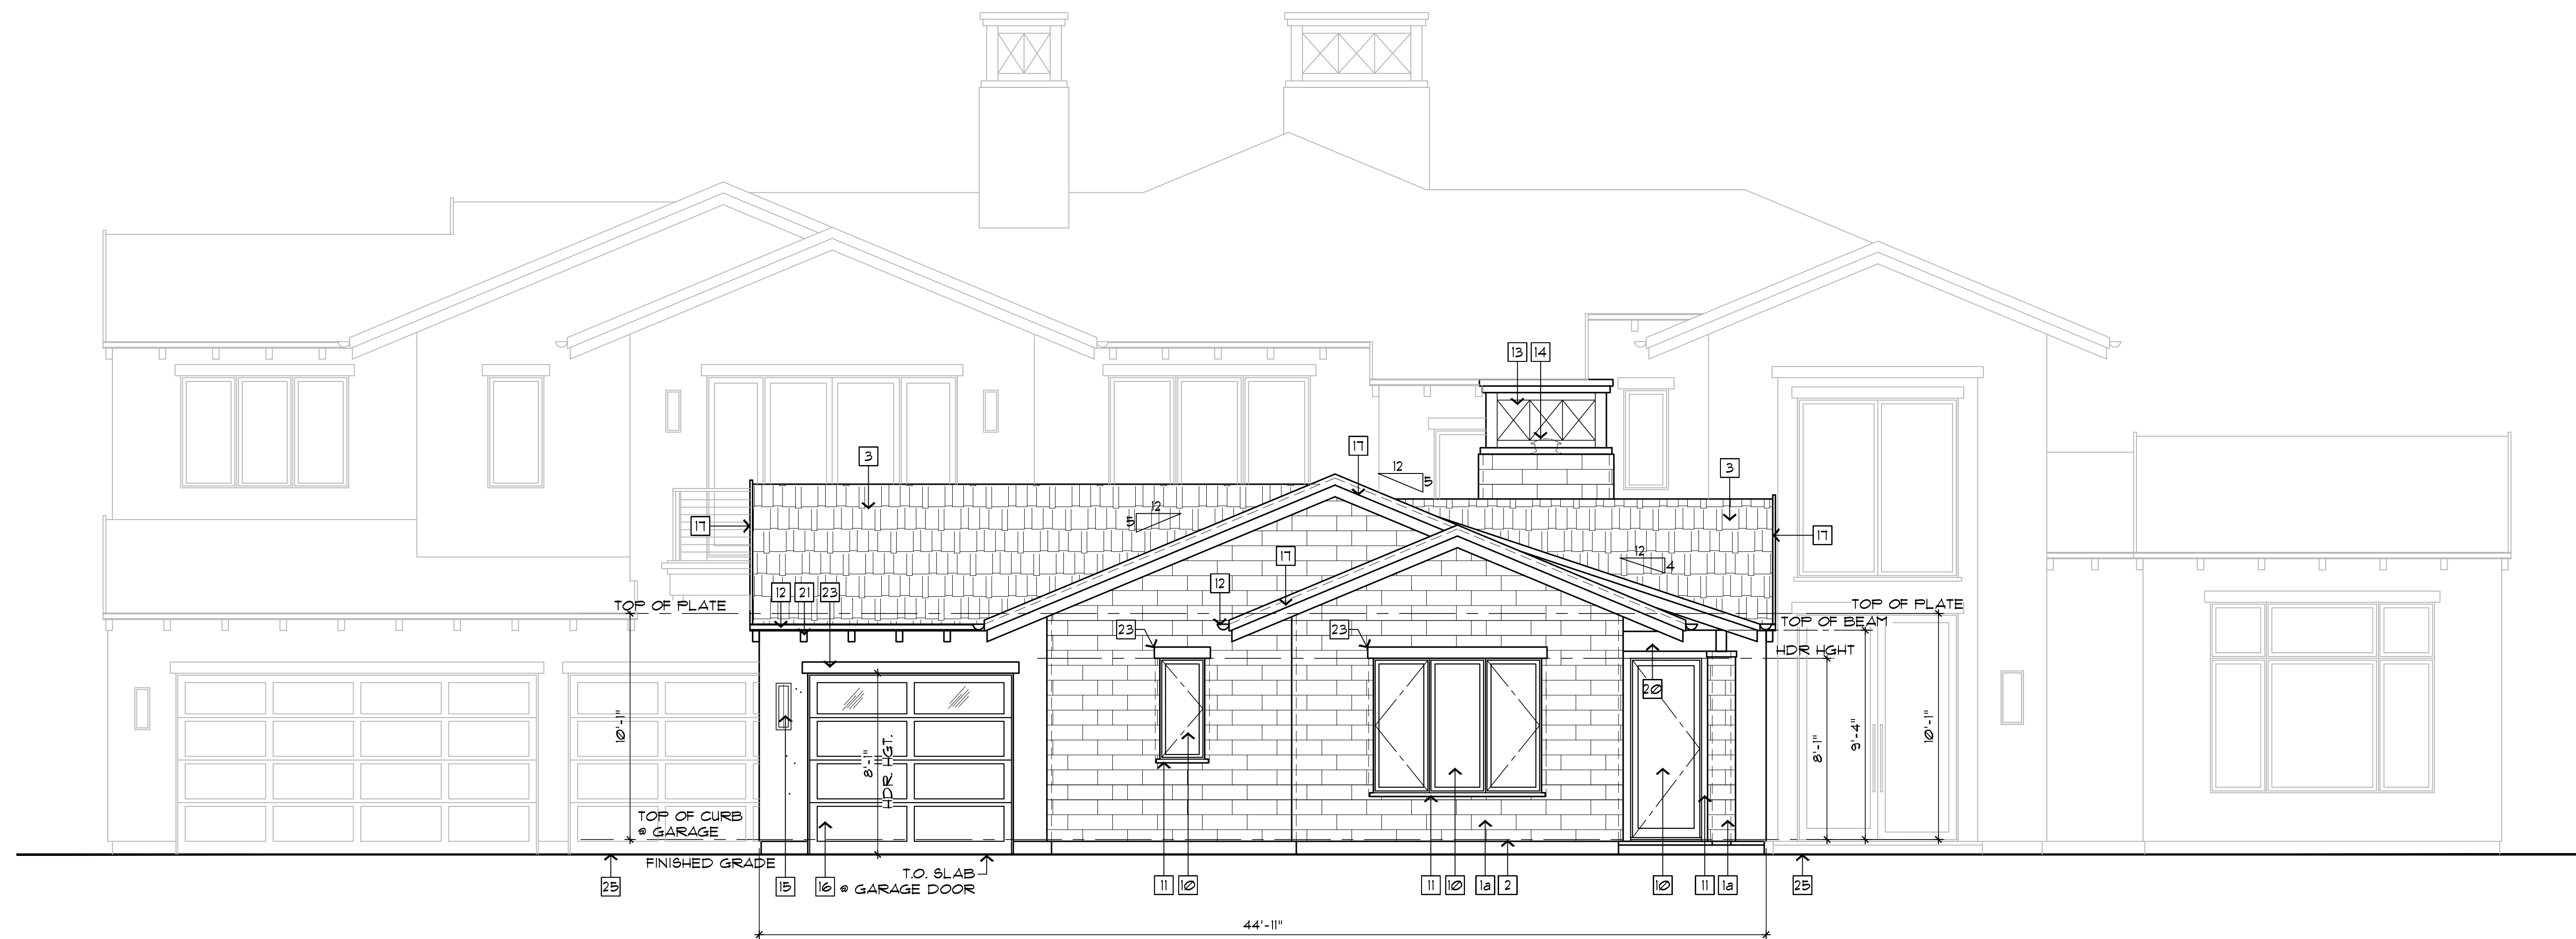 13 14
17
3
12
5
3
12
5
17
17
17
12
4
12
12 21 23
TOP OF PLATE
TOP OF PLATE
TOP OF BEAM
23
23
HDR HGHT
20
10'-1"
8'-1"
HDR. HGT.
8'-1"
9'-4"
10'-1"
TOP OF CURB
@ GARAGE
FINISHED GRADE
T.O. SLAB
@ GARAGE DOOR
25
15
16
11 10
11 10 1a 2
10
11 1a
25
44'-11"